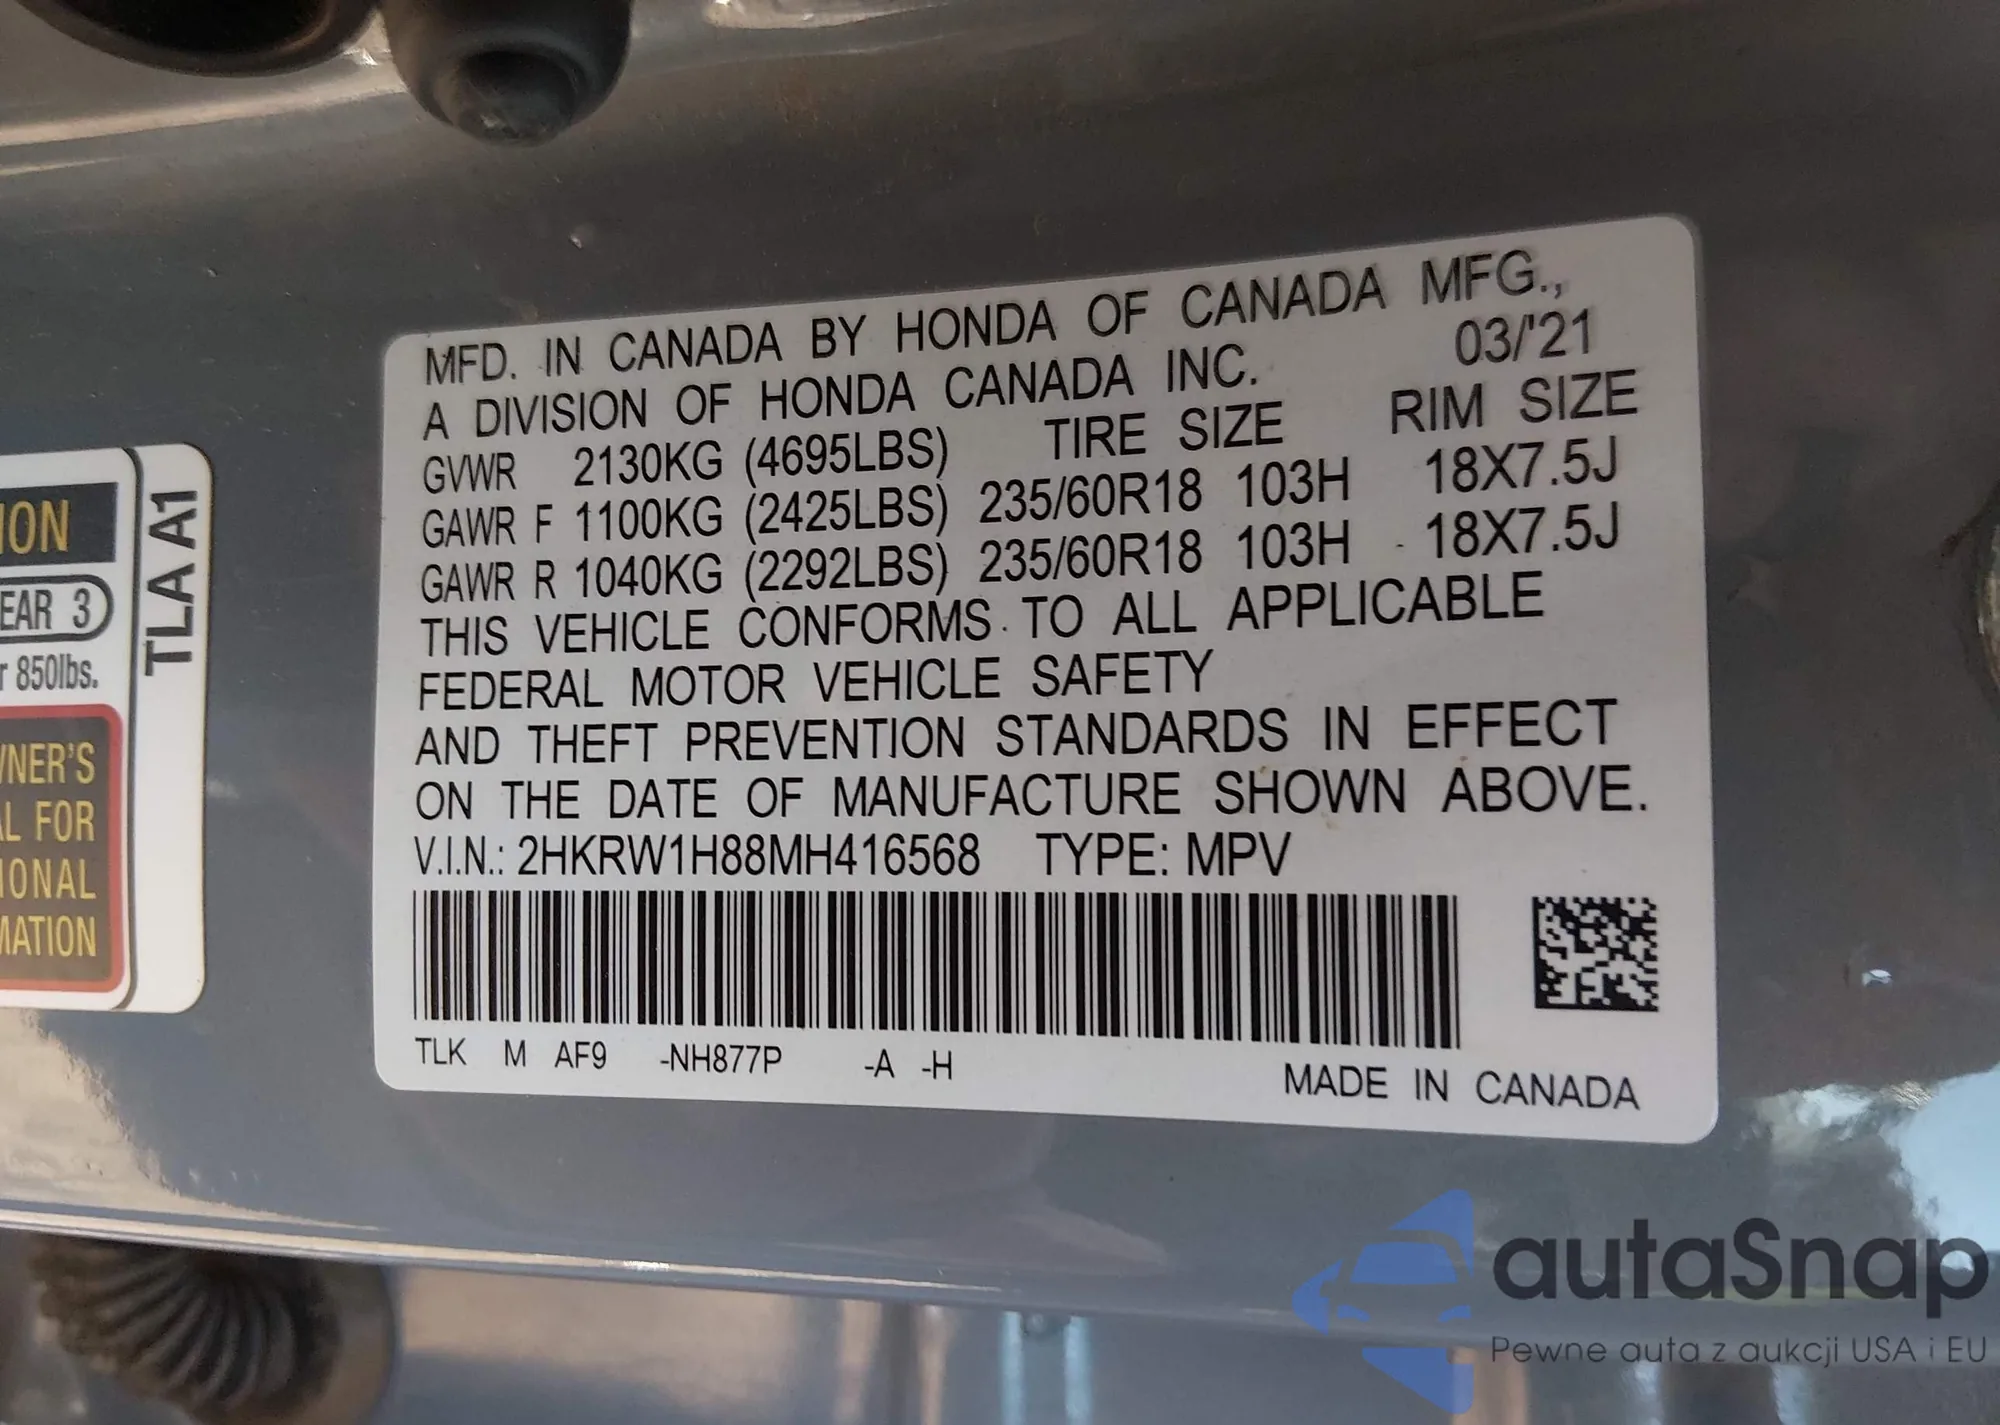 MFD. IN CANADA BY HONDA OF CANADA MFG.,
A DIVISION OF HONDA CANADA INC. 03/'21
GVWR 2130KG (4695LBS) TIRE SIZE RIM SIZE
GAWR F 1100KG (2425LBS) 235/60R18 103H 18X7.5J
GAWR R 1040KG (2292LBS) 235/60R18 103H - 18X7.5J
THIS VEHICLE CONFORMS TO ALL APPLICABLE
FEDERAL MOTOR VEHICLE SAFETY
AND THEFT PREVENTION STANDARDS IN EFFECT
ON THE DATE OF MANUFACTURE SHOWN ABOVE.
V.I.N.: 2HKRW1H88MH416568 TYPE: MPV
TLK M AF9 -NH877P -A -H
MADE IN CANADA
TLA A1
ION
EAR 3
r 850lbs.
WNER'S
AL FOR
IONAL
MATION
autaSnap
Pewne auta z aukcji USA i EU